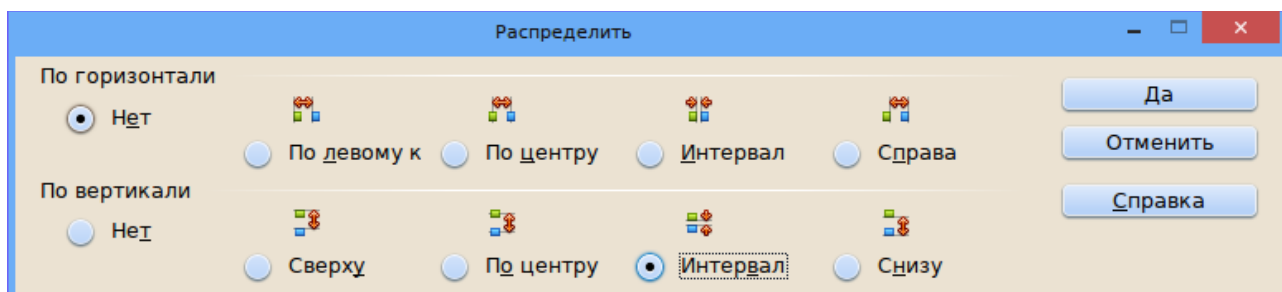 Распределить
По горизонтали
Нет
По левому к По центру Интервал Справа
По вертикали
Нет
Сверху По центру Интервал Снизу
Да
Отменить
Справка